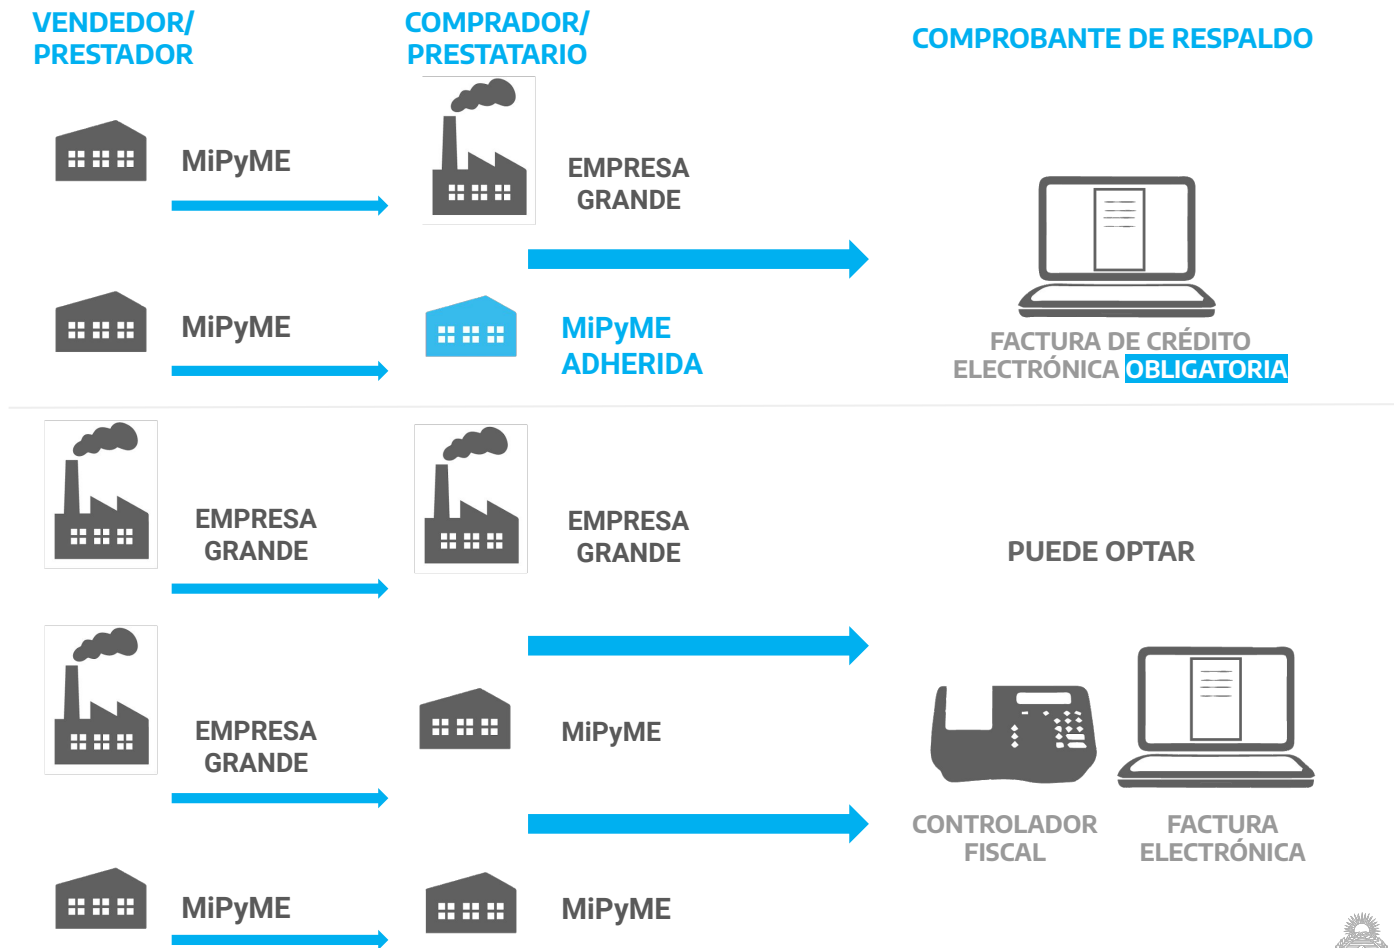 VENDEDOR/
PRESTADOR
COMPRADOR/
PRESTATARIO
COMPROBANTE DE RESPALDO
MiPyME
EMPRESA
GRANDE
MiPyME
MiPyME
ADHERIDA
FACTURA DE CRÉDITO
ELECTRÓNICA OBLIGATORIA
EMPRESA
GRANDE
EMPRESA
GRANDE
PUEDE OPTAR
EMPRESA
GRANDE
MiPyME
CONTROLADOR
FISCAL
FACTURA
ELECTRÓNICA
MiPyME
MiPyME